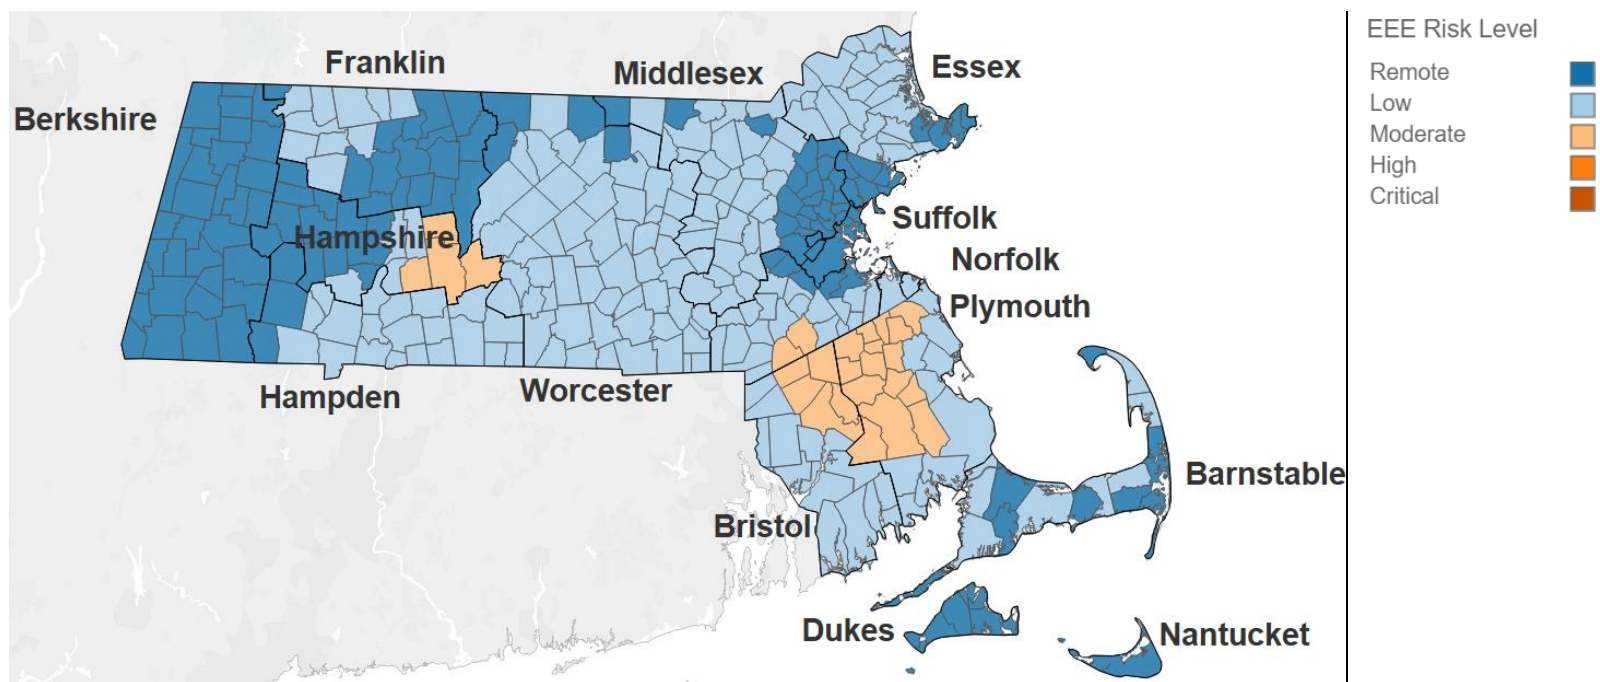 EEE Risk Level
Remote
Low
Moderate
High
Critical
Franklin
Middlesex
Essex
Berkshire
Suffolk
Hampshire
Norfolk
Plymouth
Hampden
Worcester
Barnstable
Bristol
Dukes
Nantucket